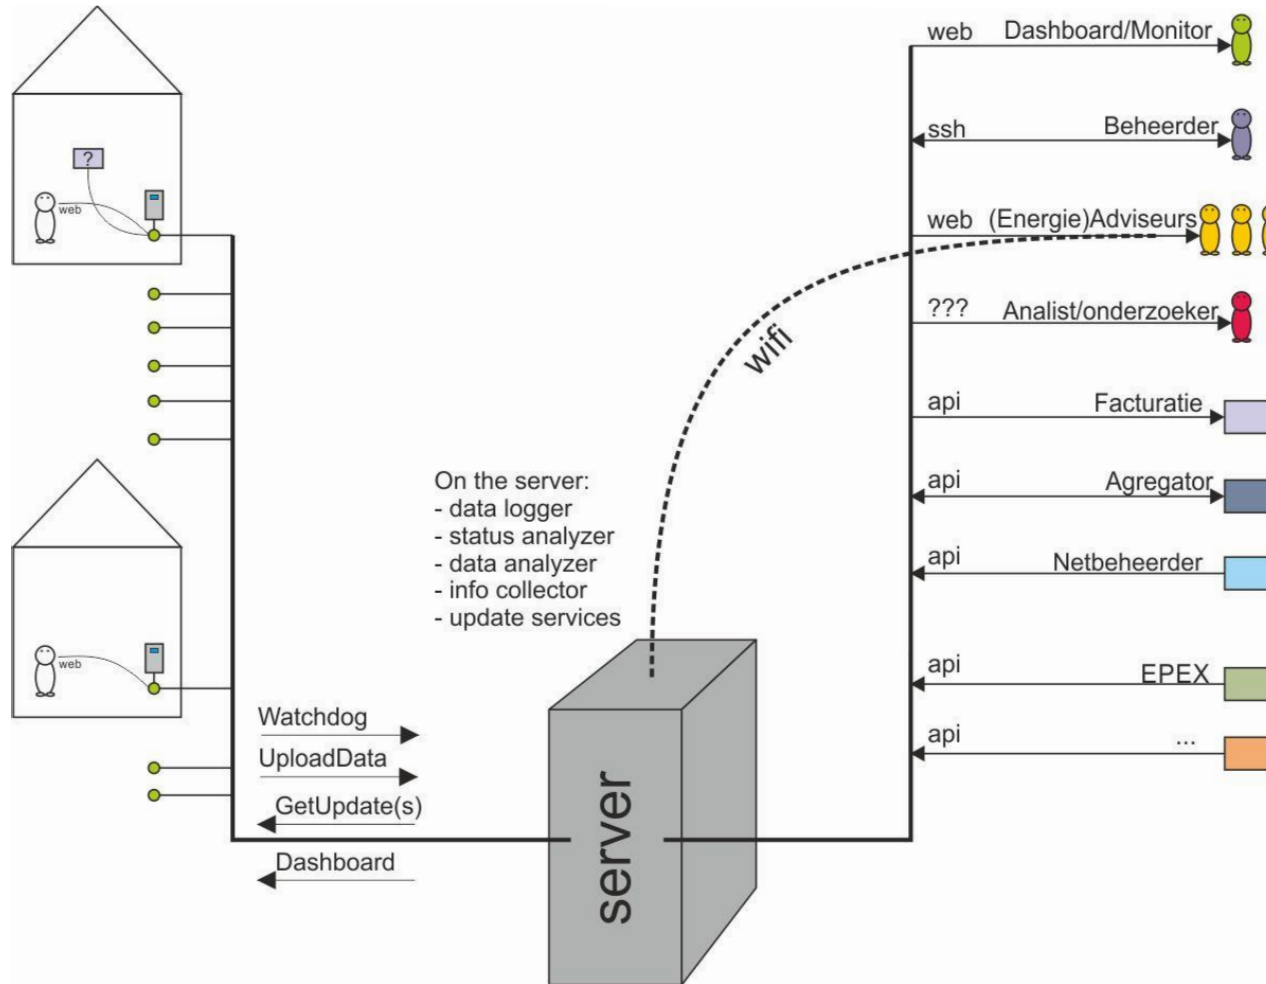 ?
web
web
Watchdog
UploadData
GetUpdate(s)
Dashboard
On the server:
- data logger
- status analyzer
- data analyzer
- info collector
- update services
server
wifi
web Dashboard/Monitor
ssh Beheerder
web (Energie)Adviseurs
??? Analist/onderzoeker
api Facturatie
api Agregator
api Netbeheerder
api EPEX
api ...